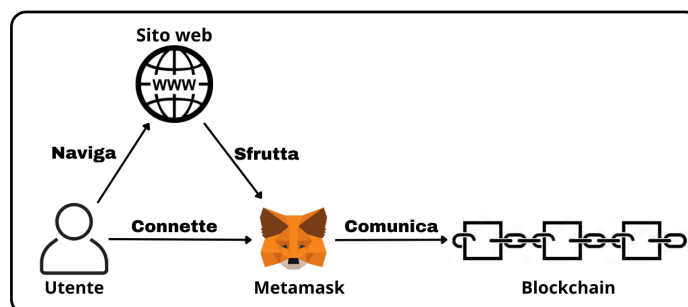 Sito web
WWW
Naviga
Sfrutta
Connette
Comunica
Utente
Metamask
Blockchain